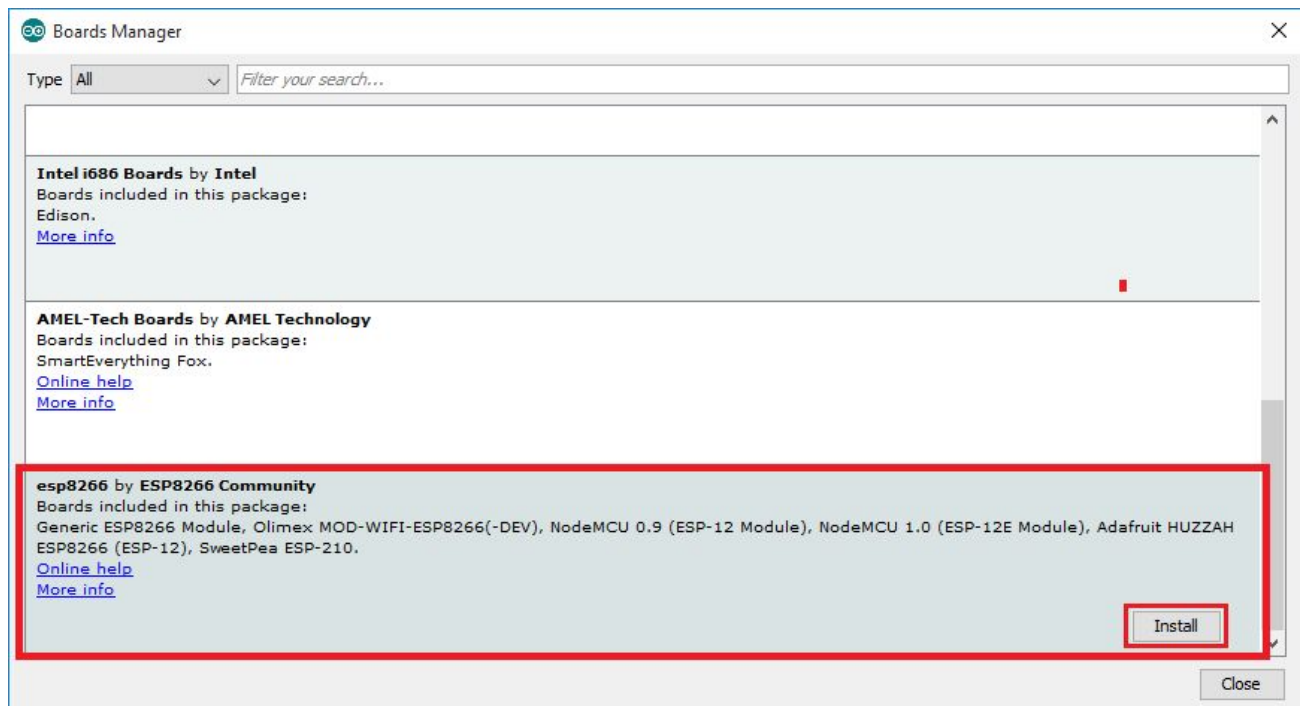 Boards Manager
Type All Filter your search...
Intel i686 Boards by Intel
Boards included in this package:
Edison.
More info
AMEL-Tech Boards by AMEL Technology
Boards included in this package:
SmartEverything Fox.
Online help
More info
esp8266 by ESP8266 Community
Boards included in this package:
Generic ESP8266 Module, Olimex MOD-WIFI-ESP8266(-DEV), NodeMCU 0.9 (ESP-12 Module), NodeMCU 1.0 (ESP-12E Module), Adafruit HUZZAH
ESP8266 (ESP-12), SweetPea ESP-210.
Online help
More info
Install
Close